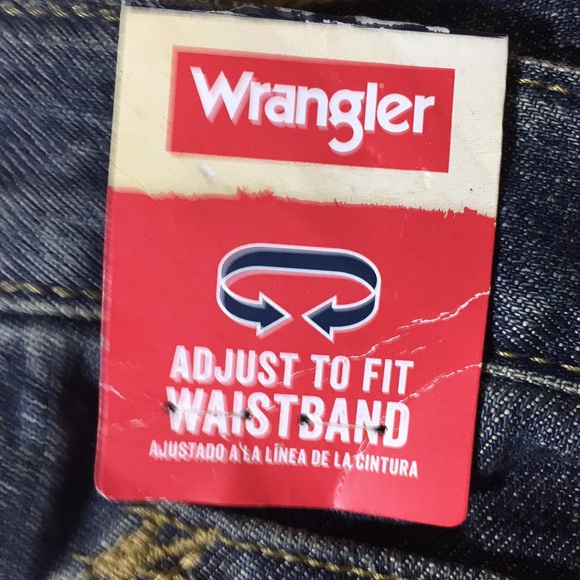 Wrangler
ADJUST TO FIT
WAISTBAND
AJUSTADO A LA LÍNEA DE LA CINTURA